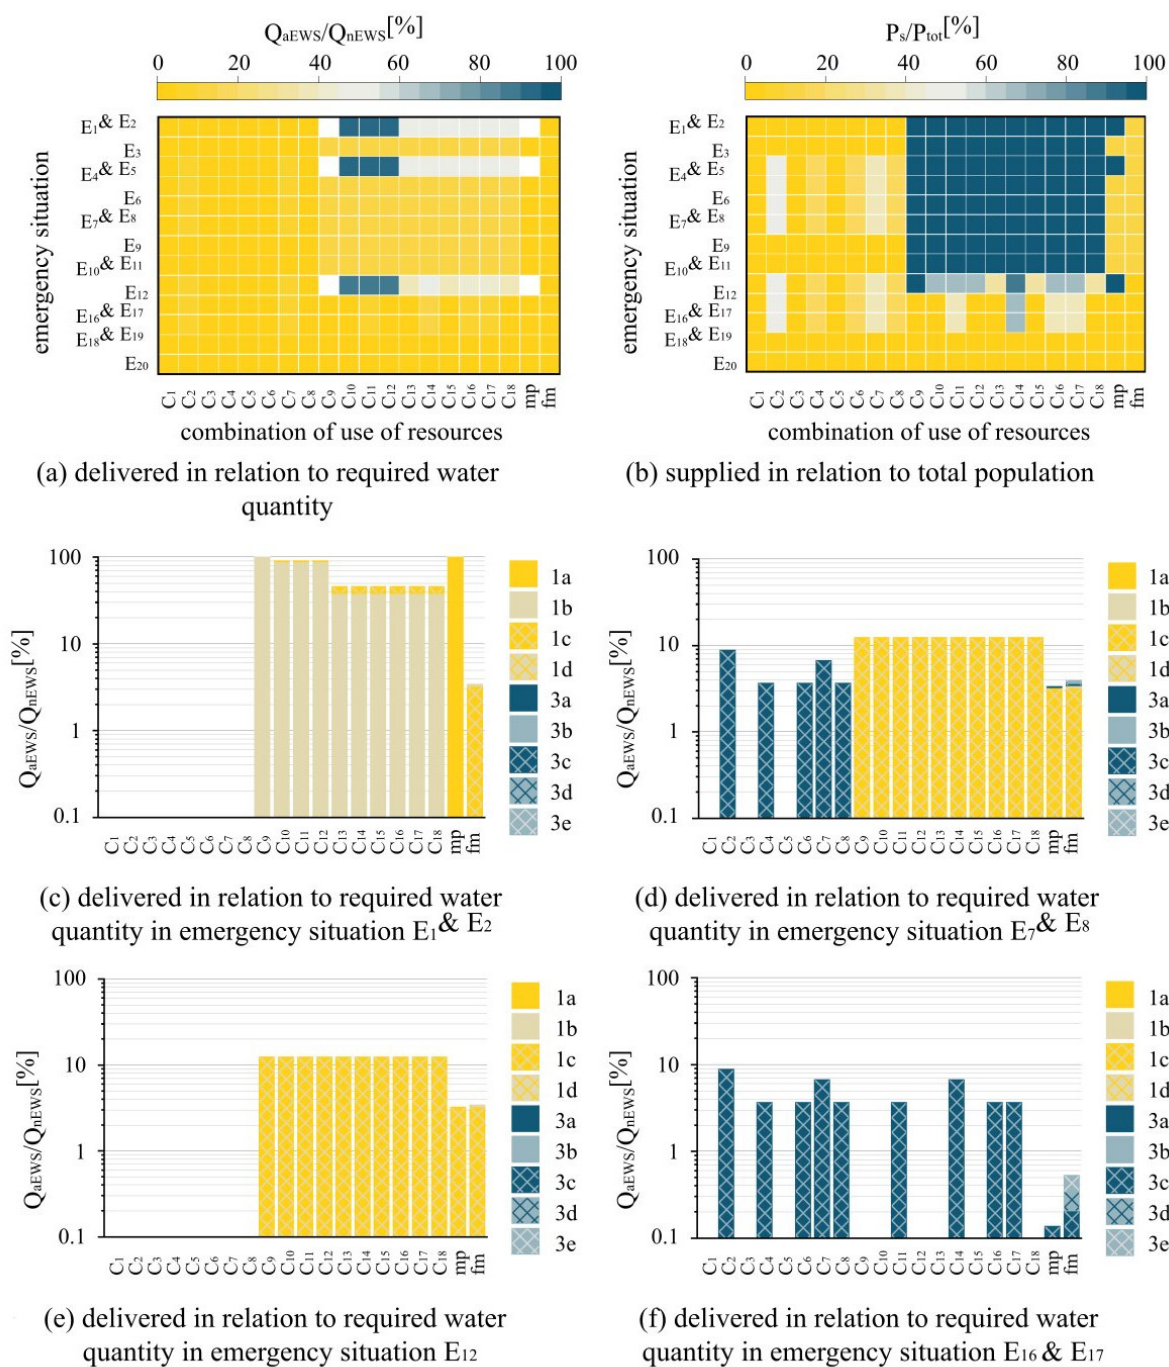 QaEWS/QnEWS[%]
0 20 40 60 80 100
emergency situation
E1 & E2
E3
E4 & E5
E6
E7 & E8
E9
E10 & E11
E12
E16 & E17
E18 & E19
E20
C1 C2 C3 C4 C5 C6 C7 C8 C9 C10 C11 C12 C13 C14 C15 C16 C17 C18 mp fm
combination of use of resources
(a) delivered in relation to required water
quantity
Ps/Ptot[%]
0 20 40 60 80 100
emergency situation
E1 & E2
E3
E4 & E5
E6
E7 & E8
E9
E10 & E11
E12
E16 & E17
E18 & E19
E20
C1 C2 C3 C4 C5 C6 C7 C8 C9 C10 C11 C12 C13 C14 C15 C16 C17 C18 mp fm
combination of use of resources
(b) supplied in relation to total population
QaEWS/QnEWS[%]
100
10
1
0.1
C1 C2 C3 C4 C5 C6 C7 C8 C9 C10 C11 C12 C13 C14 C15 C16 C17 C18 mp fm
1a
1b
1c
1d
3a
3b
3c
3d
3e
(c) delivered in relation to required water
quantity in emergency situation E1 & E2
QaEWS/QnEWS[%]
100
10
1
0.1
C1 C2 C3 C4 C5 C6 C7 C8 C9 C10 C11 C12 C13 C14 C15 C16 C17 C18 mp fm
1a
1b
1c
1d
3a
3b
3c
3d
3e
(d) delivered in relation to required water
quantity in emergency situation E7 & E8
QaEWS/QnEWS[%]
100
10
1
0.1
C1 C2 C3 C4 C5 C6 C7 C8 C9 C10 C11 C12 C13 C14 C15 C16 C17 C18 mp fm
1a
1b
1c
1d
3a
3b
3c
3d
3e
(e) delivered in relation to required water
quantity in emergency situation E12
QaEWS/QnEWS[%]
100
10
1
0.1
C1 C2 C3 C4 C5 C6 C7 C8 C9 C10 C11 C12 C13 C14 C15 C16 C17 C18 mp fm
1a
1b
1c
1d
3a
3b
3c
3d
3e
(f) delivered in relation to required water
quantity in emergency situation E16 & E17